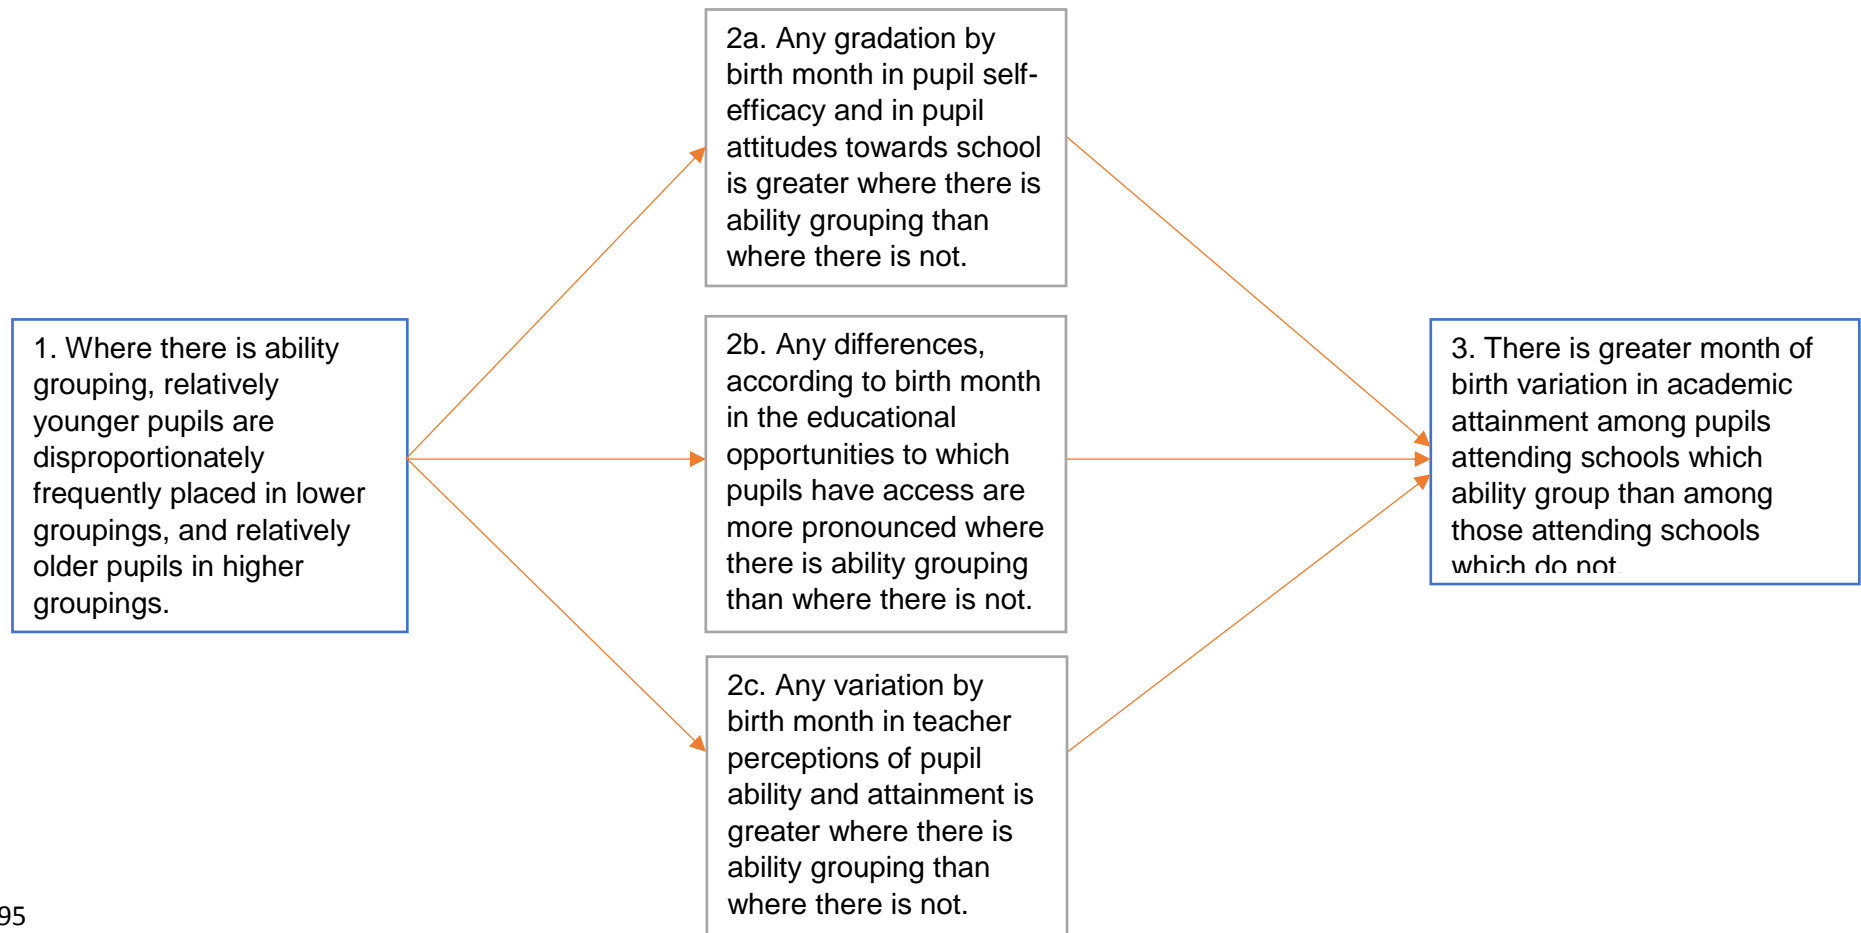 2a. Any gradation by
birth month in pupil self-
efficacy and in pupil
attitudes towards school
is greater where there is
ability grouping than
where there is not.
1. Where there is ability
grouping, relatively
younger pupils are
disproportionately
frequently placed in lower
groupings, and relatively
older pupils in higher
groupings.
2b. Any differences,
according to birth month
in the educational
opportunities to which
pupils have access are
more pronounced where
there is ability grouping
than where there is not.
3. There is greater month of
birth variation in academic
attainment among pupils
attending schools which
ability group than among
those attending schools
which do not.
2c. Any variation by
birth month in teacher
perceptions of pupil
ability and attainment is
greater where there is
ability grouping than
where there is not.
95